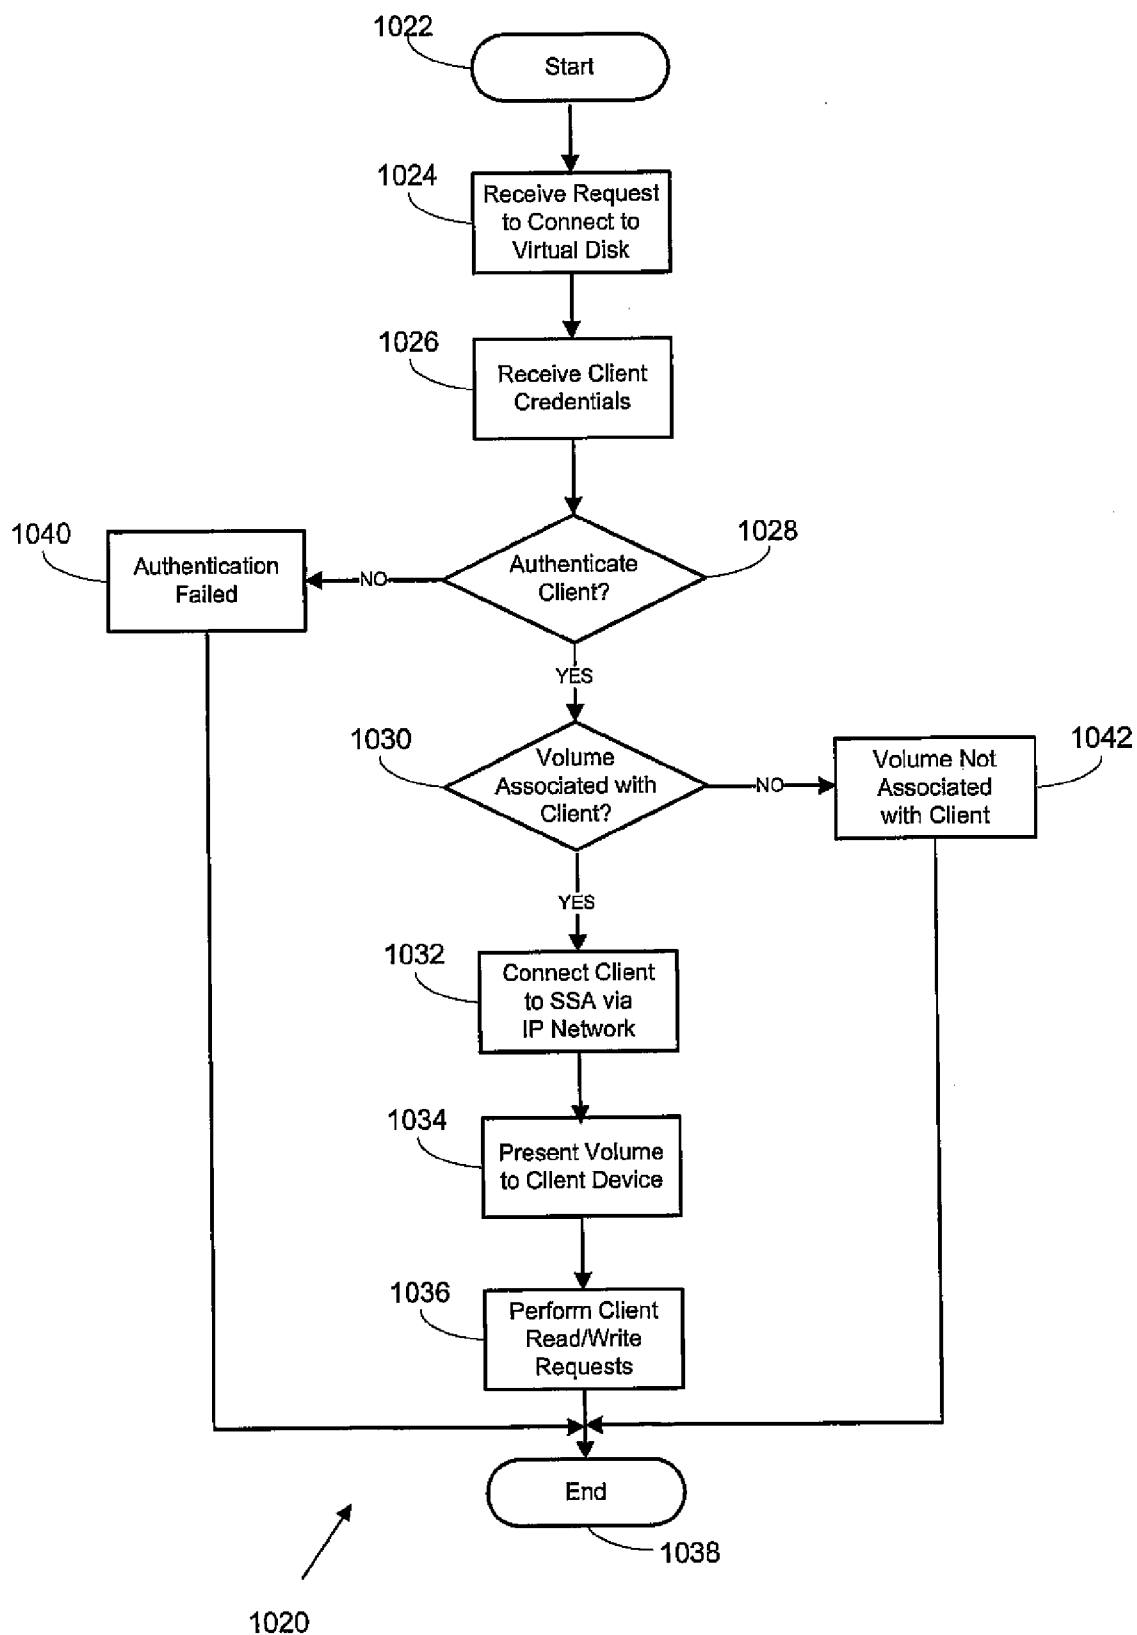 1022
Start
1024
Receive Request
to Connect to
Virtual Disk
1026
Receive Client
Credentials
1040
Authentication
Failed
NO
Authenticate
Client?
1028
YES
1030
Volume
Associated with
Client?
NO
Volume Not
Associated
with Client
1042
YES
1032
Connect Client
to SSA via
IP Network
1034
Present Volume
to Client Device
1036
Perform Client
Read/Write
Requests
End
1038
1020